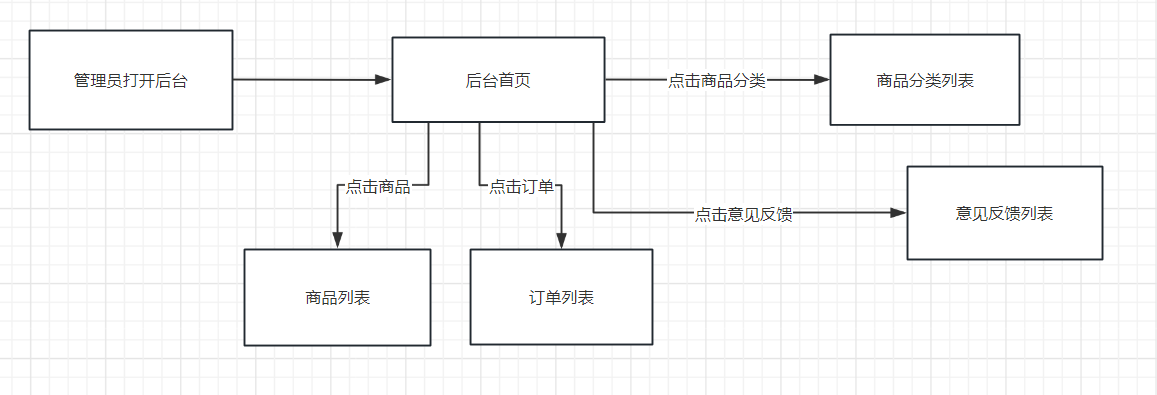 管理员打开后台
后台首页
点击商品分类
商品分类列表
点击商品
点击订单
点击意见反馈
意见反馈列表
商品列表
订单列表